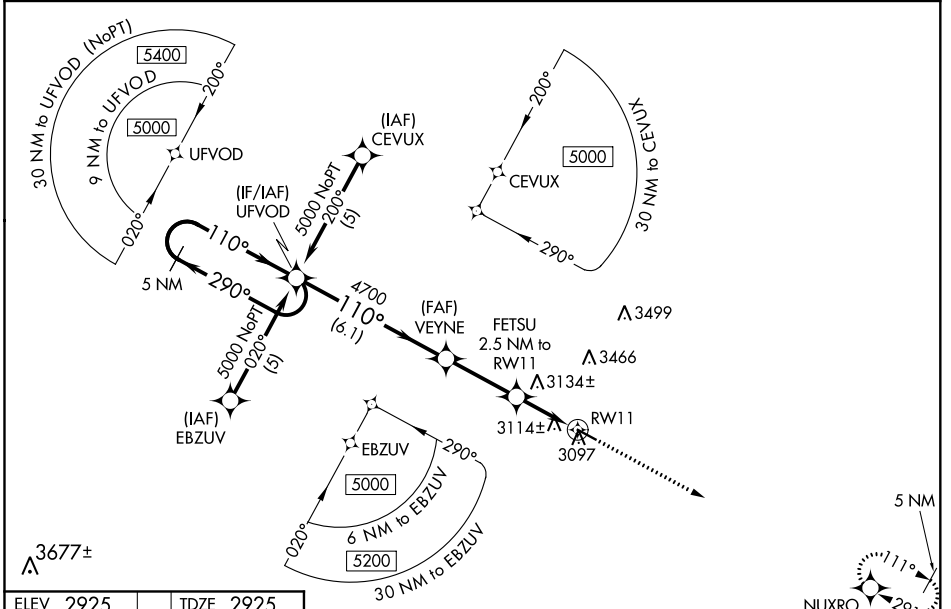 30 NM to UFVOD (NoPT)
5400
9 NM to UFVOD
5000
200°
UFVOD
020°
(IAF)
CEVUX
5000 NoPT
200°
(5)
(IF/IAF)
UFVOD
110°
290°
5 NM
5000 NoPT
020°
(5)
(IAF)
EBZUV
4700
110°
(6.1)
(FAF)
VEYNE
FETSU
2.5 NM to
RW11
200°
5000
CEVUX
30 NM to CEVUX
290°
3499
3466
3134±
3114±
RW11
3097
EBZUV
290°
5000
6 NM to EBZUV
020°
5200
30 NM to EBZUV
3677±
5 NM
111°
291°
NUXRO
ELEV 2925
TDZE 2925